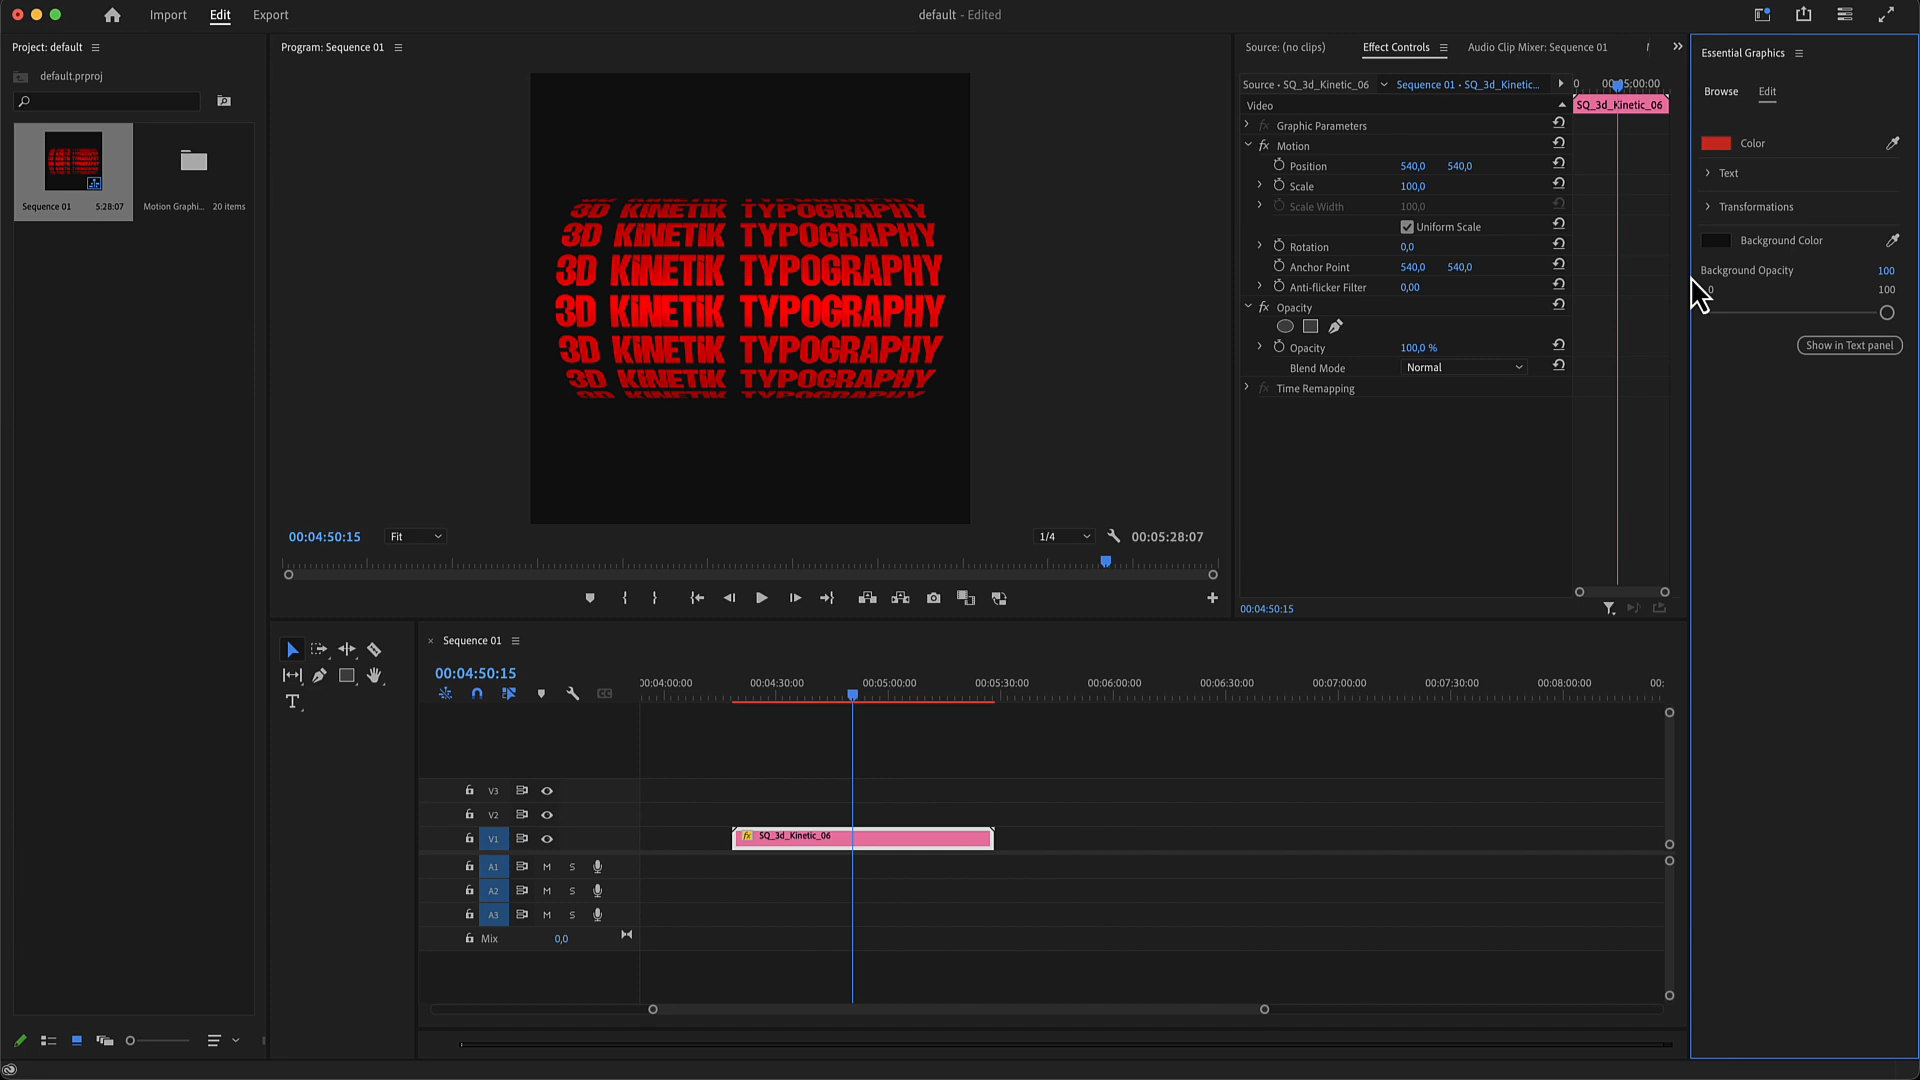 Import
Edit
Export
default - Edited
Project: default
default.prproj
Sequence 01
5:28:07
Motion Graphi...
20 items
Program: Sequence 01
3D KINETIK TYPOGRAPHY
3D KINETIK TYPOGRAPHY
3D KINETIK TYPOGRAPHY
3D KINETIK TYPOGRAPHY
3D KINETIK TYPOGRAPHY
3D KINETIK TYPOGRAPHY
00:04:50:15
Fit
1/4
00:05:28:07
Source: (no clips)
Effect Controls
Audio Clip Mixer: Sequence 01
Source • SQ_3d_Kinetic_06
Sequence 01 • SQ_3d_Kinetic...
Video
SQ_3d_Kinetic_06
fx Graphic Parameters
fx Motion
Position 540,0 540,0
Scale 100,0
Scale Width 100,0
Uniform Scale
Rotation 0,0
Anchor Point 540,0 540,0
Anti-flicker Filter 0,00
fx Opacity
Opacity 100,0 %
Blend Mode Normal
fx Time Remapping
00:04:50:15
Essential Graphics
Browse
Edit
Color
Text
Transformations
Background Color
Background Opacity 100
0 100
Show in Text panel
Sequence 01
00:04:50:15
CC
T
00:04:30:00
00:05:00:00
00:05:30:00
00:06:00:00
00:06:30:00
00:07:00:00
00:07:30:00
00:08:00:00
V3
V2
V1
fx SQ_3d_Kinetic_06
A1 M S
A2 M S
A3 M S
Mix 0,0